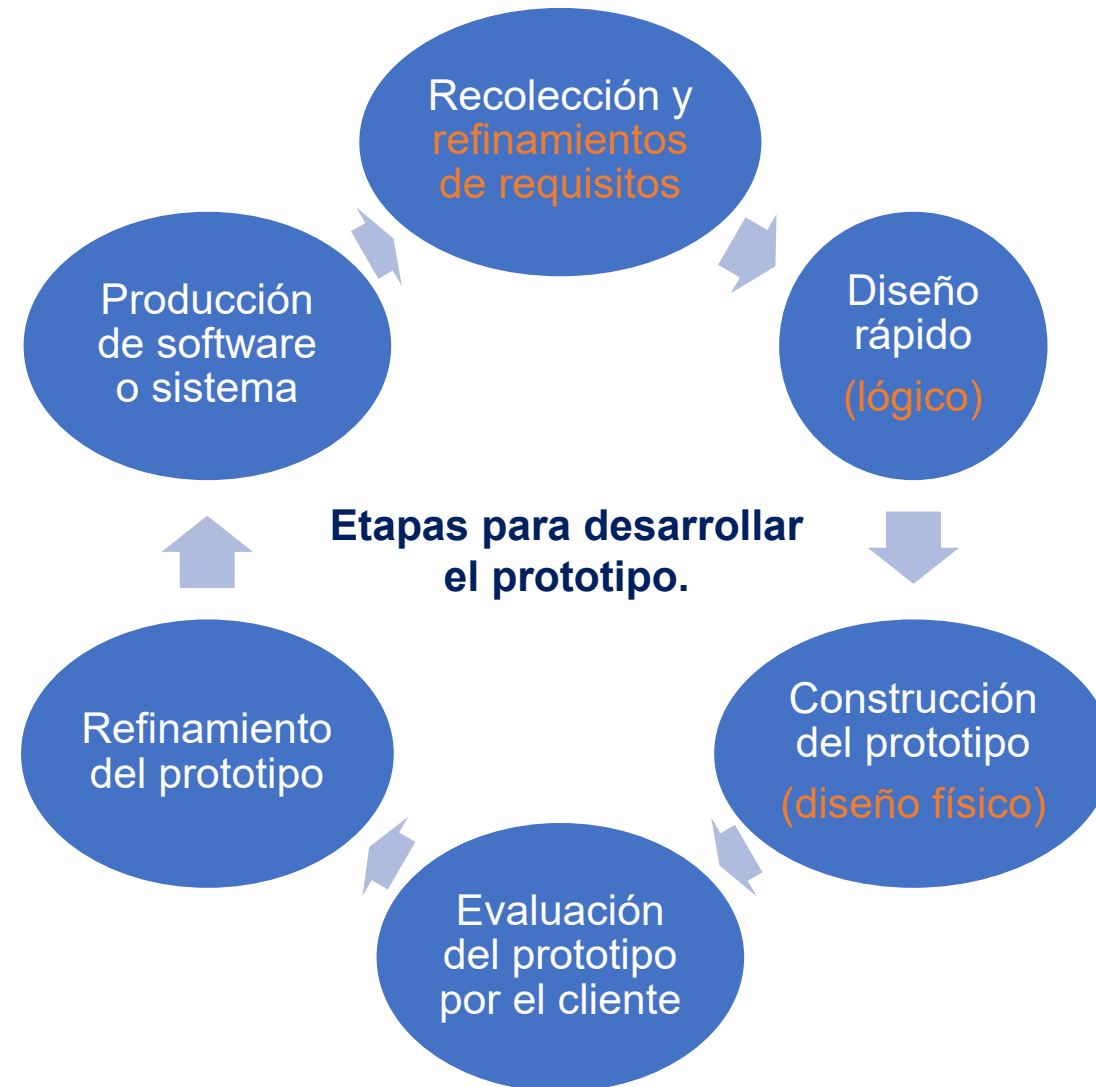 Recolección y
refinamientos
de requisitos
Diseño
rápido
(lógico)
Construcción
del prototipo
(diseño físico)
Evaluación
del prototipo
por el cliente
Refinamiento
del prototipo
Producción
de software
o sistema
Etapas para desarrollar
el prototipo.